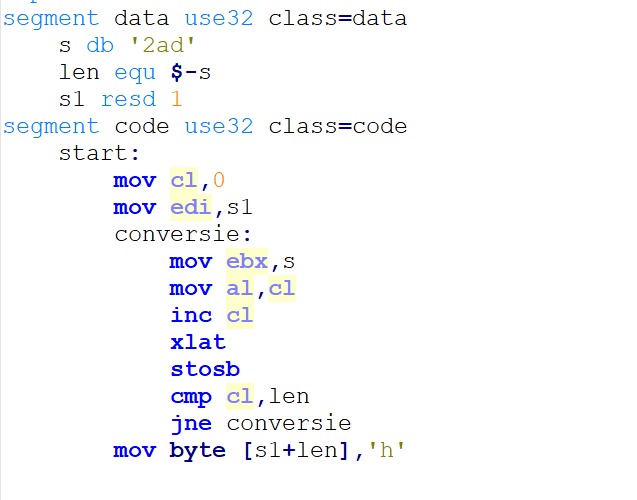 segment data use32 class=data
s db '2ad'
len equ $-s
s1 resd 1
segment code use32 class=code
start:
mov cl,0
mov edi,s1
conversie:
mov ebx,s
mov al,cl
inc cl
xlat
stosb
cmp cl,len
jne conversie
mov byte [s1+len],'h'